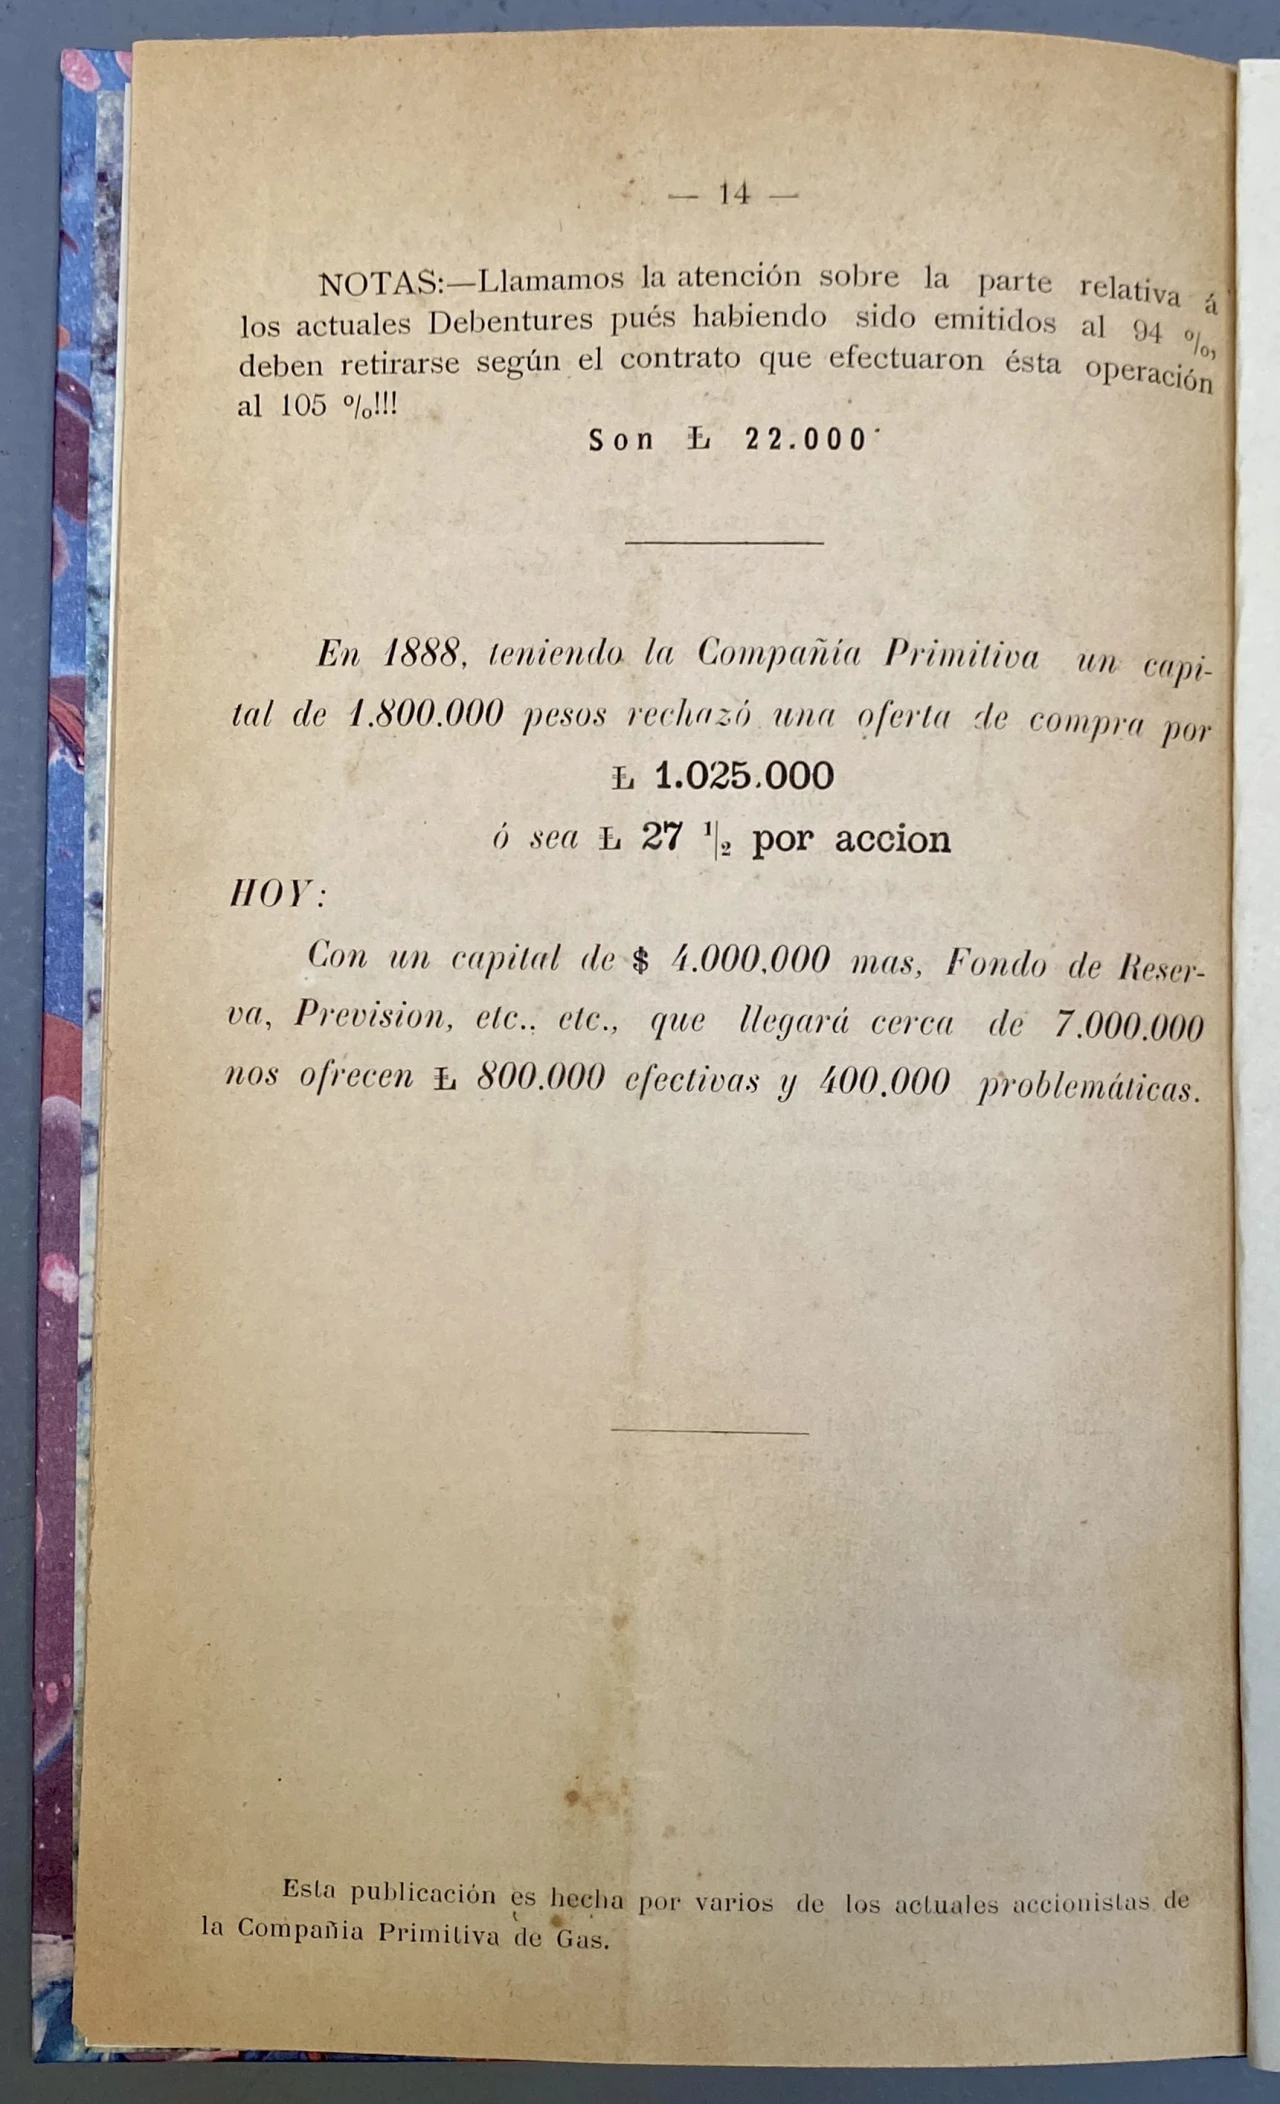 — 14 —
NOTAS:—Llamamos la atención sobre la parte relativa á
los actuales Debentures pués habiendo sido emitidos al 94 %,
deben retirarse según el contrato que efectuaron ésta operación
al 105 %!!!
Son Ł 22.000
En 1888, teniendo la Compañía Primitiva un capi-
tal de 1.800.000 pesos rechazó una oferta de compra por
Ł 1.025.000
ó sea Ł 27 1/2 por accion
HOY:
Con un capital de $ 4.000.000 mas, Fondo de Reser-
va, Prevision, etc., etc., que llegará cerca de 7.000.000
nos ofrecen Ł 800.000 efectivas y 400.000 problemáticas.
Esta publicación es hecha por varios de los actuales accionistas de
la Compañia Primitiva de Gas.